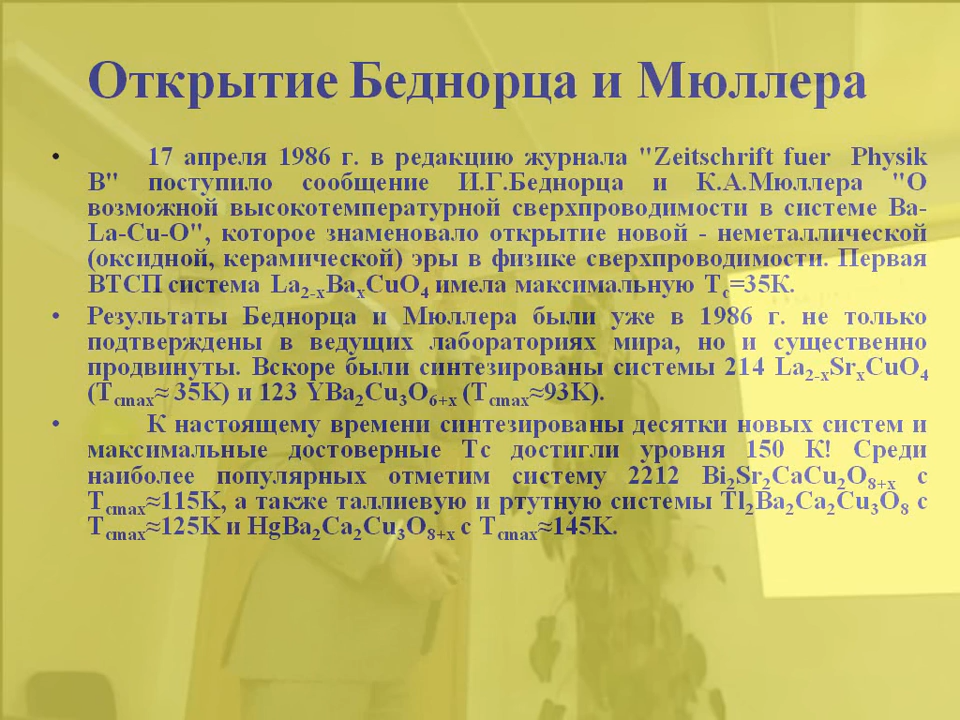 Открытие Беднорца и Мюллера
• 17 апреля 1986 г. в редакцию журнала "Zeitschrift fuer Physik
B" поступило сообщение И.Г.Беднорца и К.А.Мюллера "О
возможной высокотемпературной сверхпроводимости в системе Ba-
La-Cu-O", которое знаменовало открытие новой - неметаллической
(оксидной, керамической) эры в физике сверхпроводимости. Первая
ВТСП система La₂₋ₓBaₓCuO₄ имела максимальную Tc=35K.
• Результаты Беднорца и Мюллера были уже в 1986 г. не только
подтверждены в ведущих лабораториях мира, но и существенно
продвинуты. Вскоре были синтезированы системы 214 La₂₋ₓSrₓCuO₄
(Tcmax≈ 35K) и 123 YBa₂Cu₃O₆₊ₓ (Tcmax≈93K).
• К настоящему времени синтезированы десятки новых систем и
максимальные достоверные Тс достигли уровня 150 К! Среди
наиболее популярных отметим систему 2212 Bi₂Sr₂CaCu₂O₈₊ₓ с
Tcmax≈115K, а также таллиевую и ртутную системы Tl₂Ba₂Ca₂Cu₃O₈ с
Tcmax≈125K и HgBa₂Ca₂Cu₃O₈₊ₓ с Tcmax≈145K.